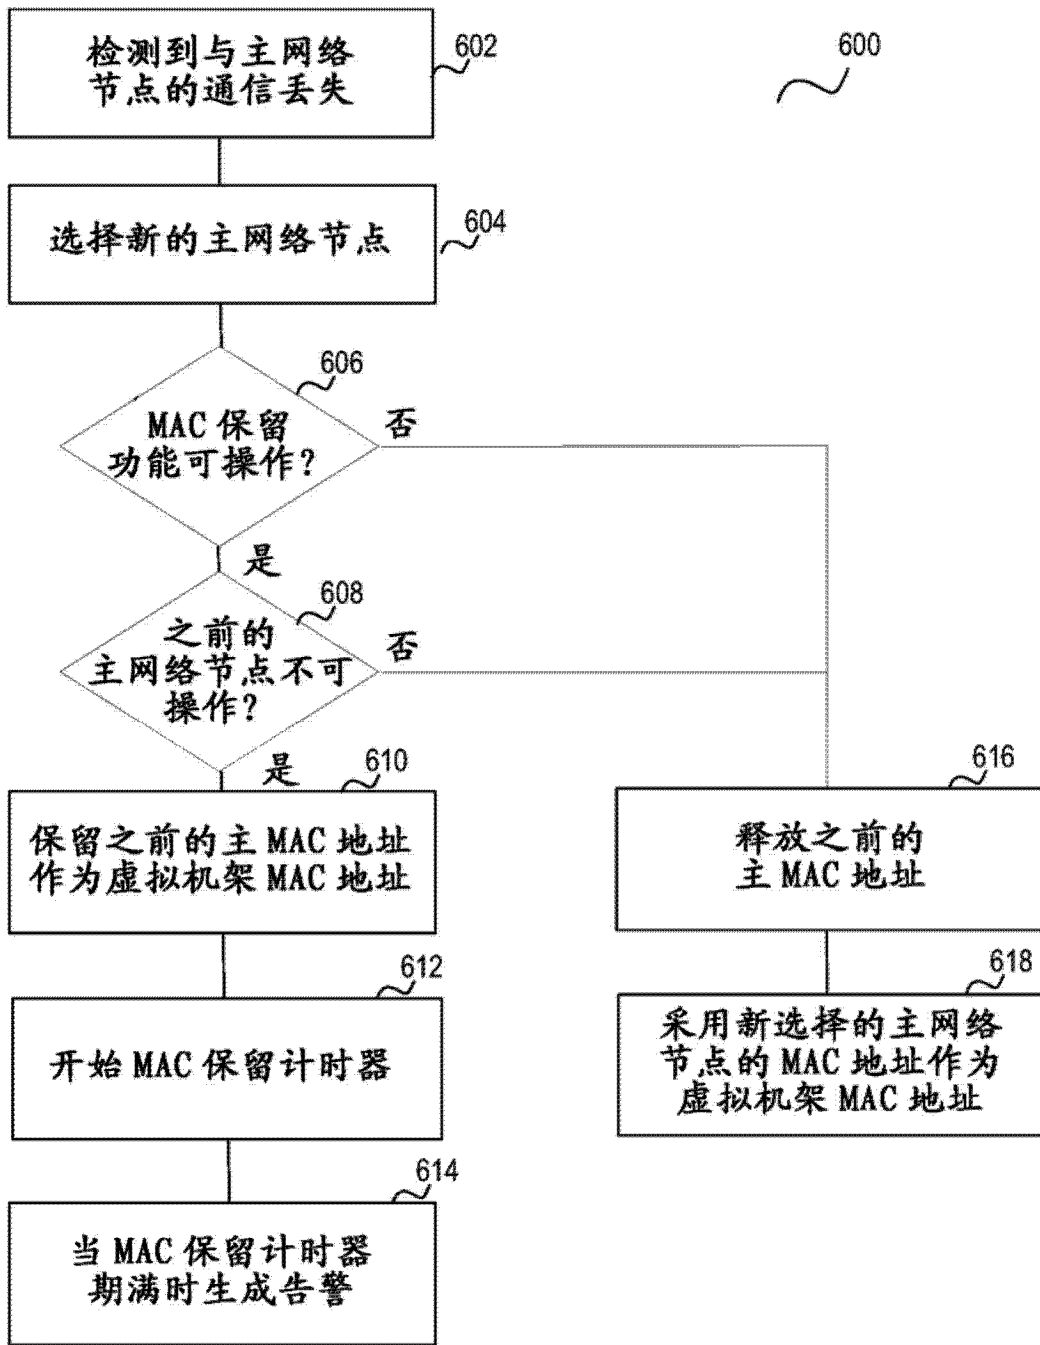 检测到与主网络
节点的通信丢失
602
600
选择新的主网络节点
604
606
MAC 保留
功能可操作?
否
是
608
之前的
主网络节点不可
操作?
否
是
610
保留之前的主 MAC 地址
作为虚拟机架 MAC 地址
616
释放之前的
主 MAC 地址
612
开始 MAC 保留计时器
618
采用新选择的主网络
节点的 MAC 地址作为
虚拟机架 MAC 地址
614
当 MAC 保留计时器
期满时生成告警